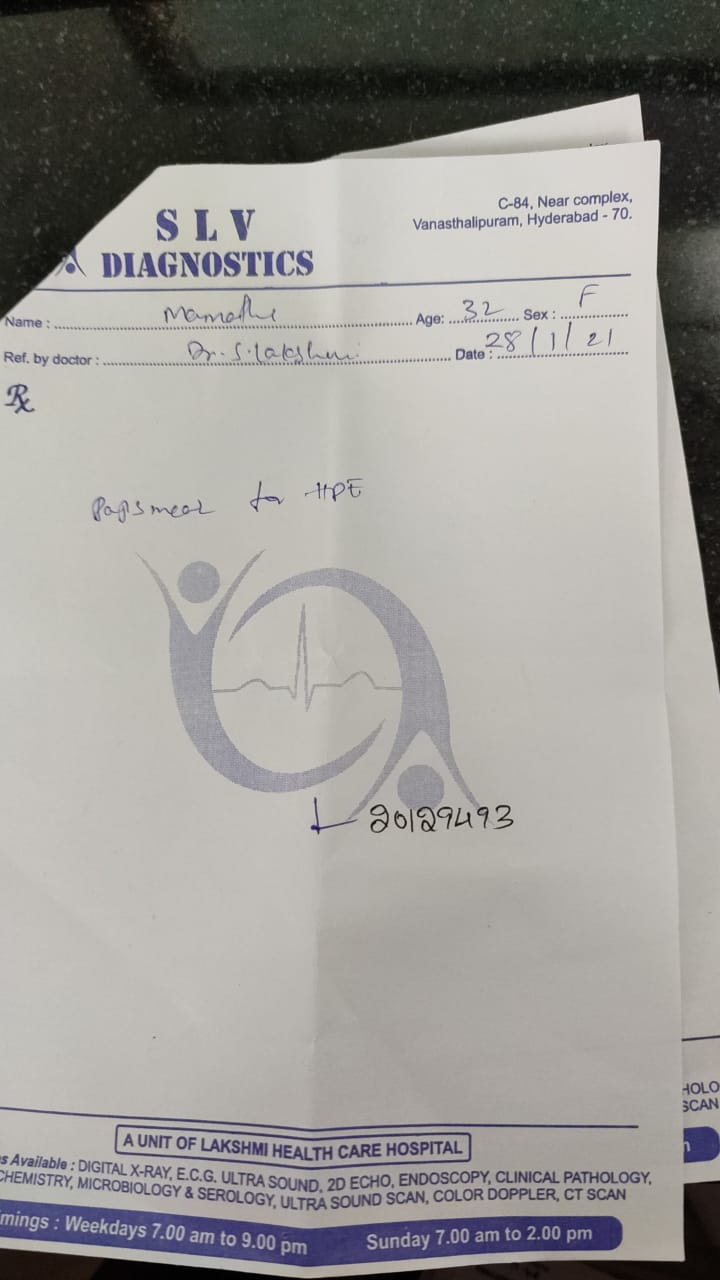 S L V
DIAGNOSTICS
C-84, Near complex,
Vanasthalipuram, Hyderabad - 70.
Name : Mamatha Age: 32 Sex : F
Ref. by doctor : Dr. S. Lakshmi Date : 28/1/21
Rx
Papsmear for HPE
20129493
A UNIT OF LAKSHMI HEALTH CARE HOSPITAL
s Available : DIGITAL X-RAY, E.C.G. ULTRA SOUND, 2D ECHO, ENDOSCOPY, CLINICAL PATHOLOGY,
CHEMISTRY, MICROBIOLOGY & SEROLOGY, ULTRA SOUND SCAN, COLOR DOPPLER, CT SCAN
mings : Weekdays 7.00 am to 9.00 pm Sunday 7.00 am to 2.00 pm
HOLO
SCAN